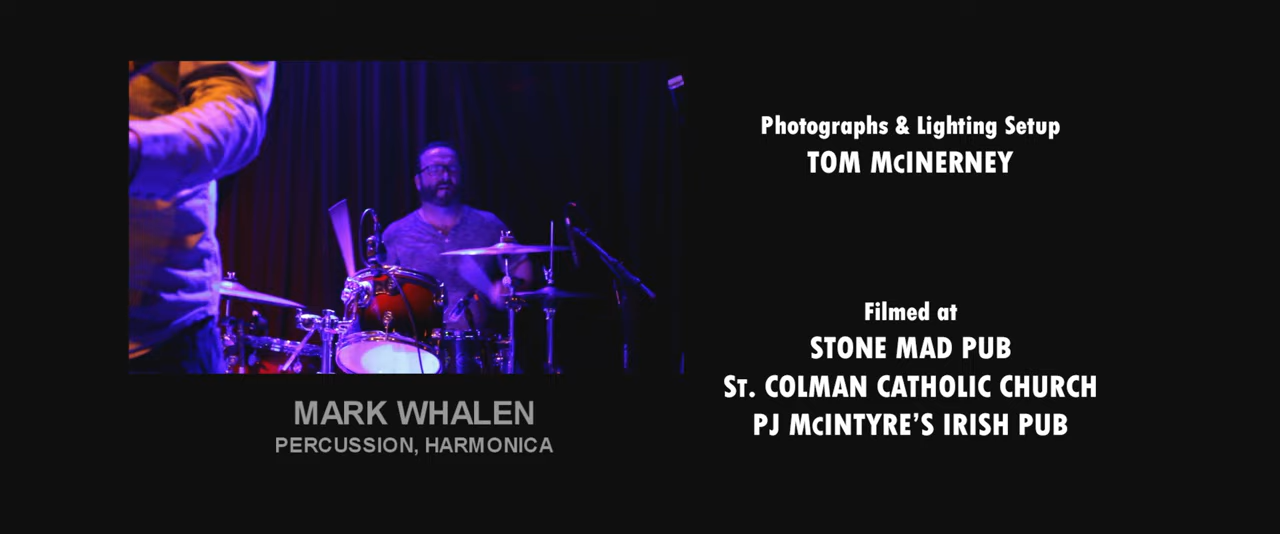 MARK WHALEN
PERCUSSION, HARMONICA
Photographs & Lighting Setup
TOM McINERNEY
Filmed at
STONE MAD PUB
ST. COLMAN CATHOLIC CHURCH
PJ McINTYRE'S IRISH PUB